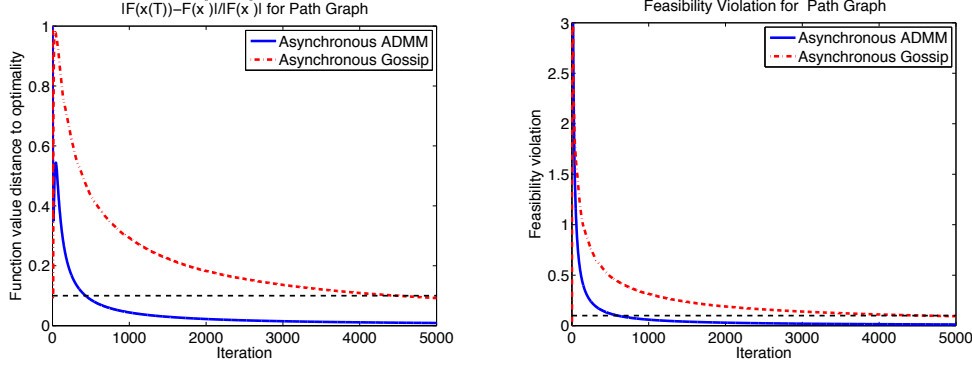 |F(x(T))−F(x*)|/|F(x*)| for Path Graph
Function value distance to optimality
1
0.8
0.6
0.4
0.2
0
0
1000
2000
3000
4000
5000
Iteration
Asynchronous ADMM
Asynchronous Gossip
Feasibility Violation for Path Graph
Feasibility violation
3
2.5
2
1.5
1
0.5
0
0
1000
2000
3000
4000
5000
Iteration
Asynchronous ADMM
Asynchronous Gossip